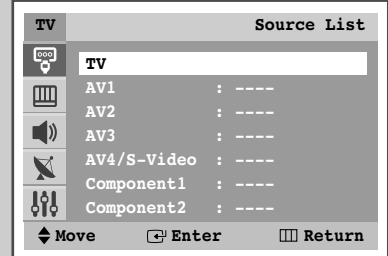 TV Source List
TV
AV1 : ----
AV2 : ----
AV3 : ----
AV4/S-Video : ----
Component1 : ----
Component2 : ----
Move Enter Return